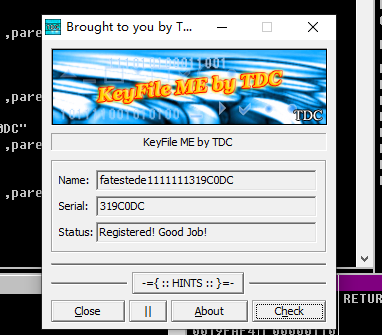 Brought to you by T...
,pare
KeyFile ME by TDC
TDC
,pare
KeyFile ME by TDC
0DC"
,pare
Name: fatestede1111111319C0DC
,pare
Serial: 319C0DC
Status: Registered! Good Job!
-={ :: HINTS :: }=-
RETUR
Close || About Check